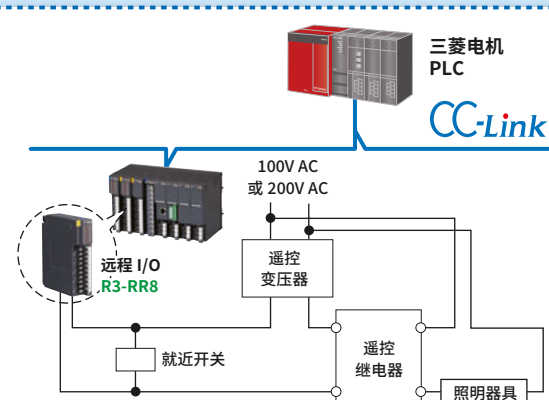 三菱电机
PLC
CC-Link
100V AC
或 200V AC
远程 I/O
R3-RR8
遥控
变压器
就近开关
遥控
继电器
照明器具